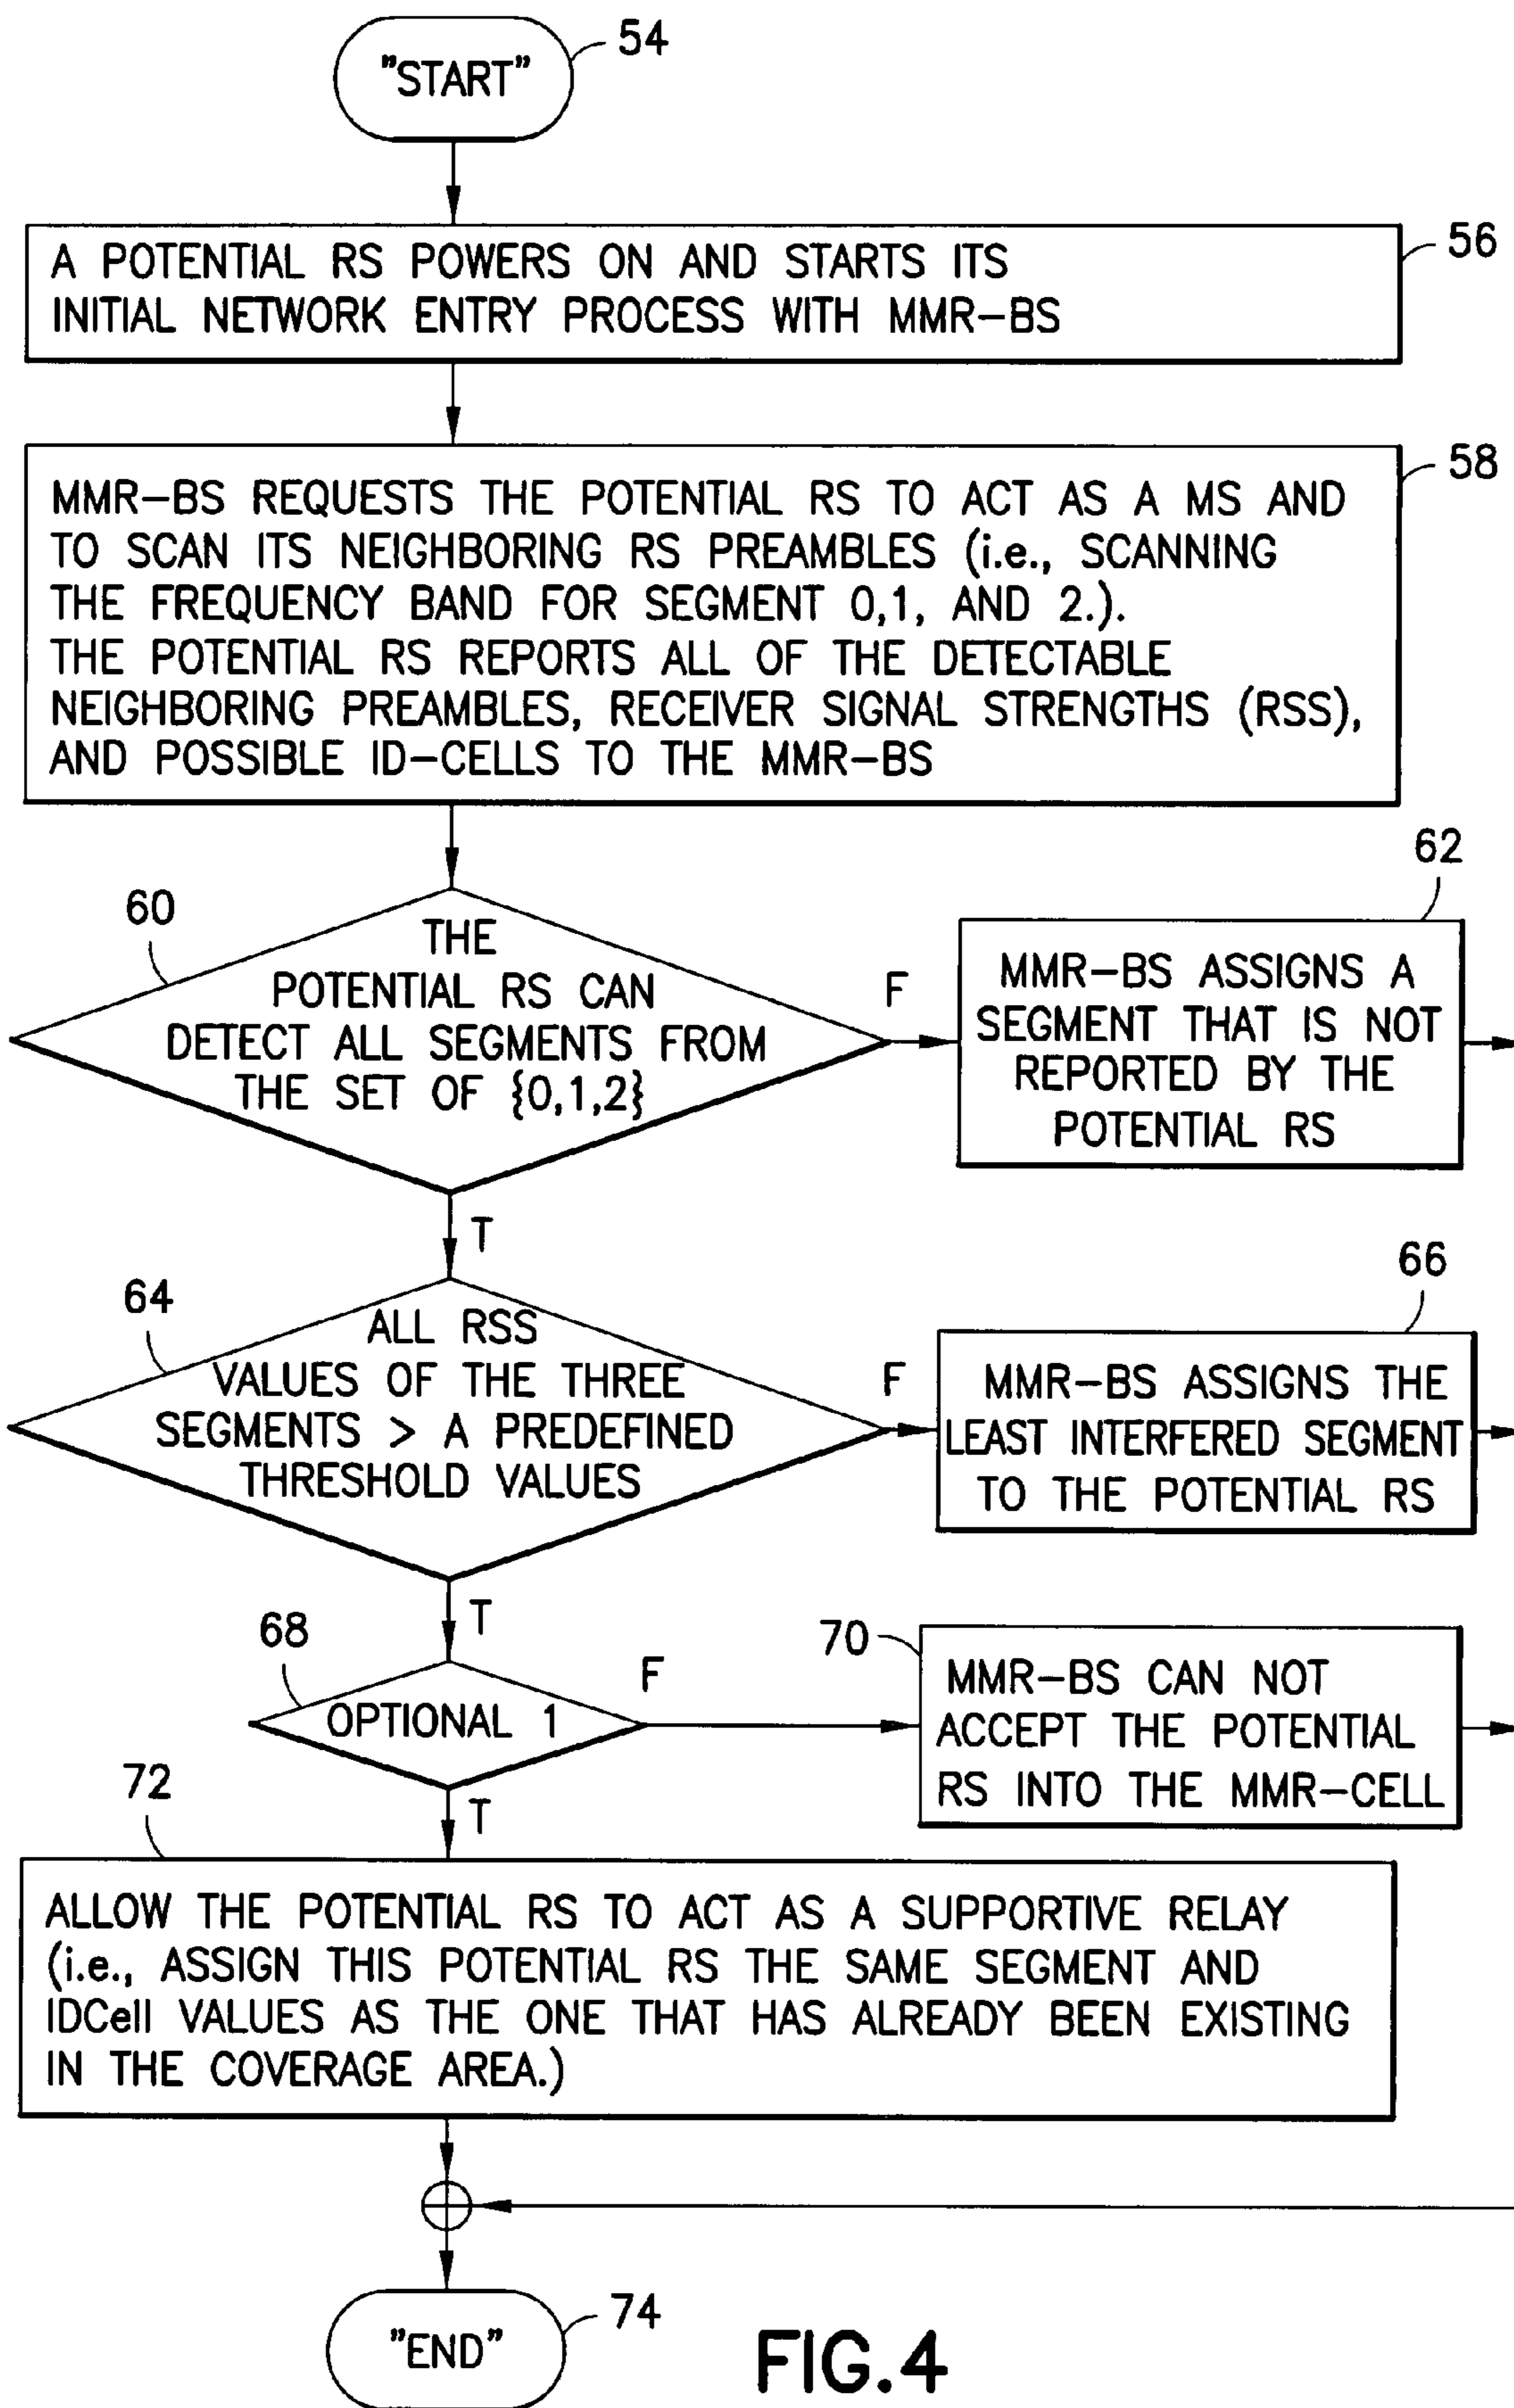 "START"
54
A POTENTIAL RS POWERS ON AND STARTS ITS
INITIAL NETWORK ENTRY PROCESS WITH MMR-BS
56
MMR-BS REQUESTS THE POTENTIAL RS TO ACT AS A MS AND
TO SCAN ITS NEIGHBORING RS PREAMBLES (i.e., SCANNING
THE FREQUENCY BAND FOR SEGMENT 0,1, AND 2.).
THE POTENTIAL RS REPORTS ALL OF THE DETECTABLE
NEIGHBORING PREAMBLES, RECEIVER SIGNAL STRENGTHS (RSS),
AND POSSIBLE ID-CELLS TO THE MMR-BS
58
60
THE
POTENTIAL RS CAN
DETECT ALL SEGMENTS FROM
THE SET OF {0,1,2}
F
T
62
MMR-BS ASSIGNS A
SEGMENT THAT IS NOT
REPORTED BY THE
POTENTIAL RS
64
ALL RSS
VALUES OF THE THREE
SEGMENTS > A PREDEFINED
THRESHOLD VALUES
F
T
66
MMR-BS ASSIGNS THE
LEAST INTERFERED SEGMENT
TO THE POTENTIAL RS
68
OPTIONAL 1
F
T
70
MMR-BS CAN NOT
ACCEPT THE POTENTIAL
RS INTO THE MMR-CELL
72
ALLOW THE POTENTIAL RS TO ACT AS A SUPPORTIVE RELAY
(i.e., ASSIGN THIS POTENTIAL RS THE SAME SEGMENT AND
IDCell VALUES AS THE ONE THAT HAS ALREADY BEEN EXISTING
IN THE COVERAGE AREA.)
"END"
74
FIG.4